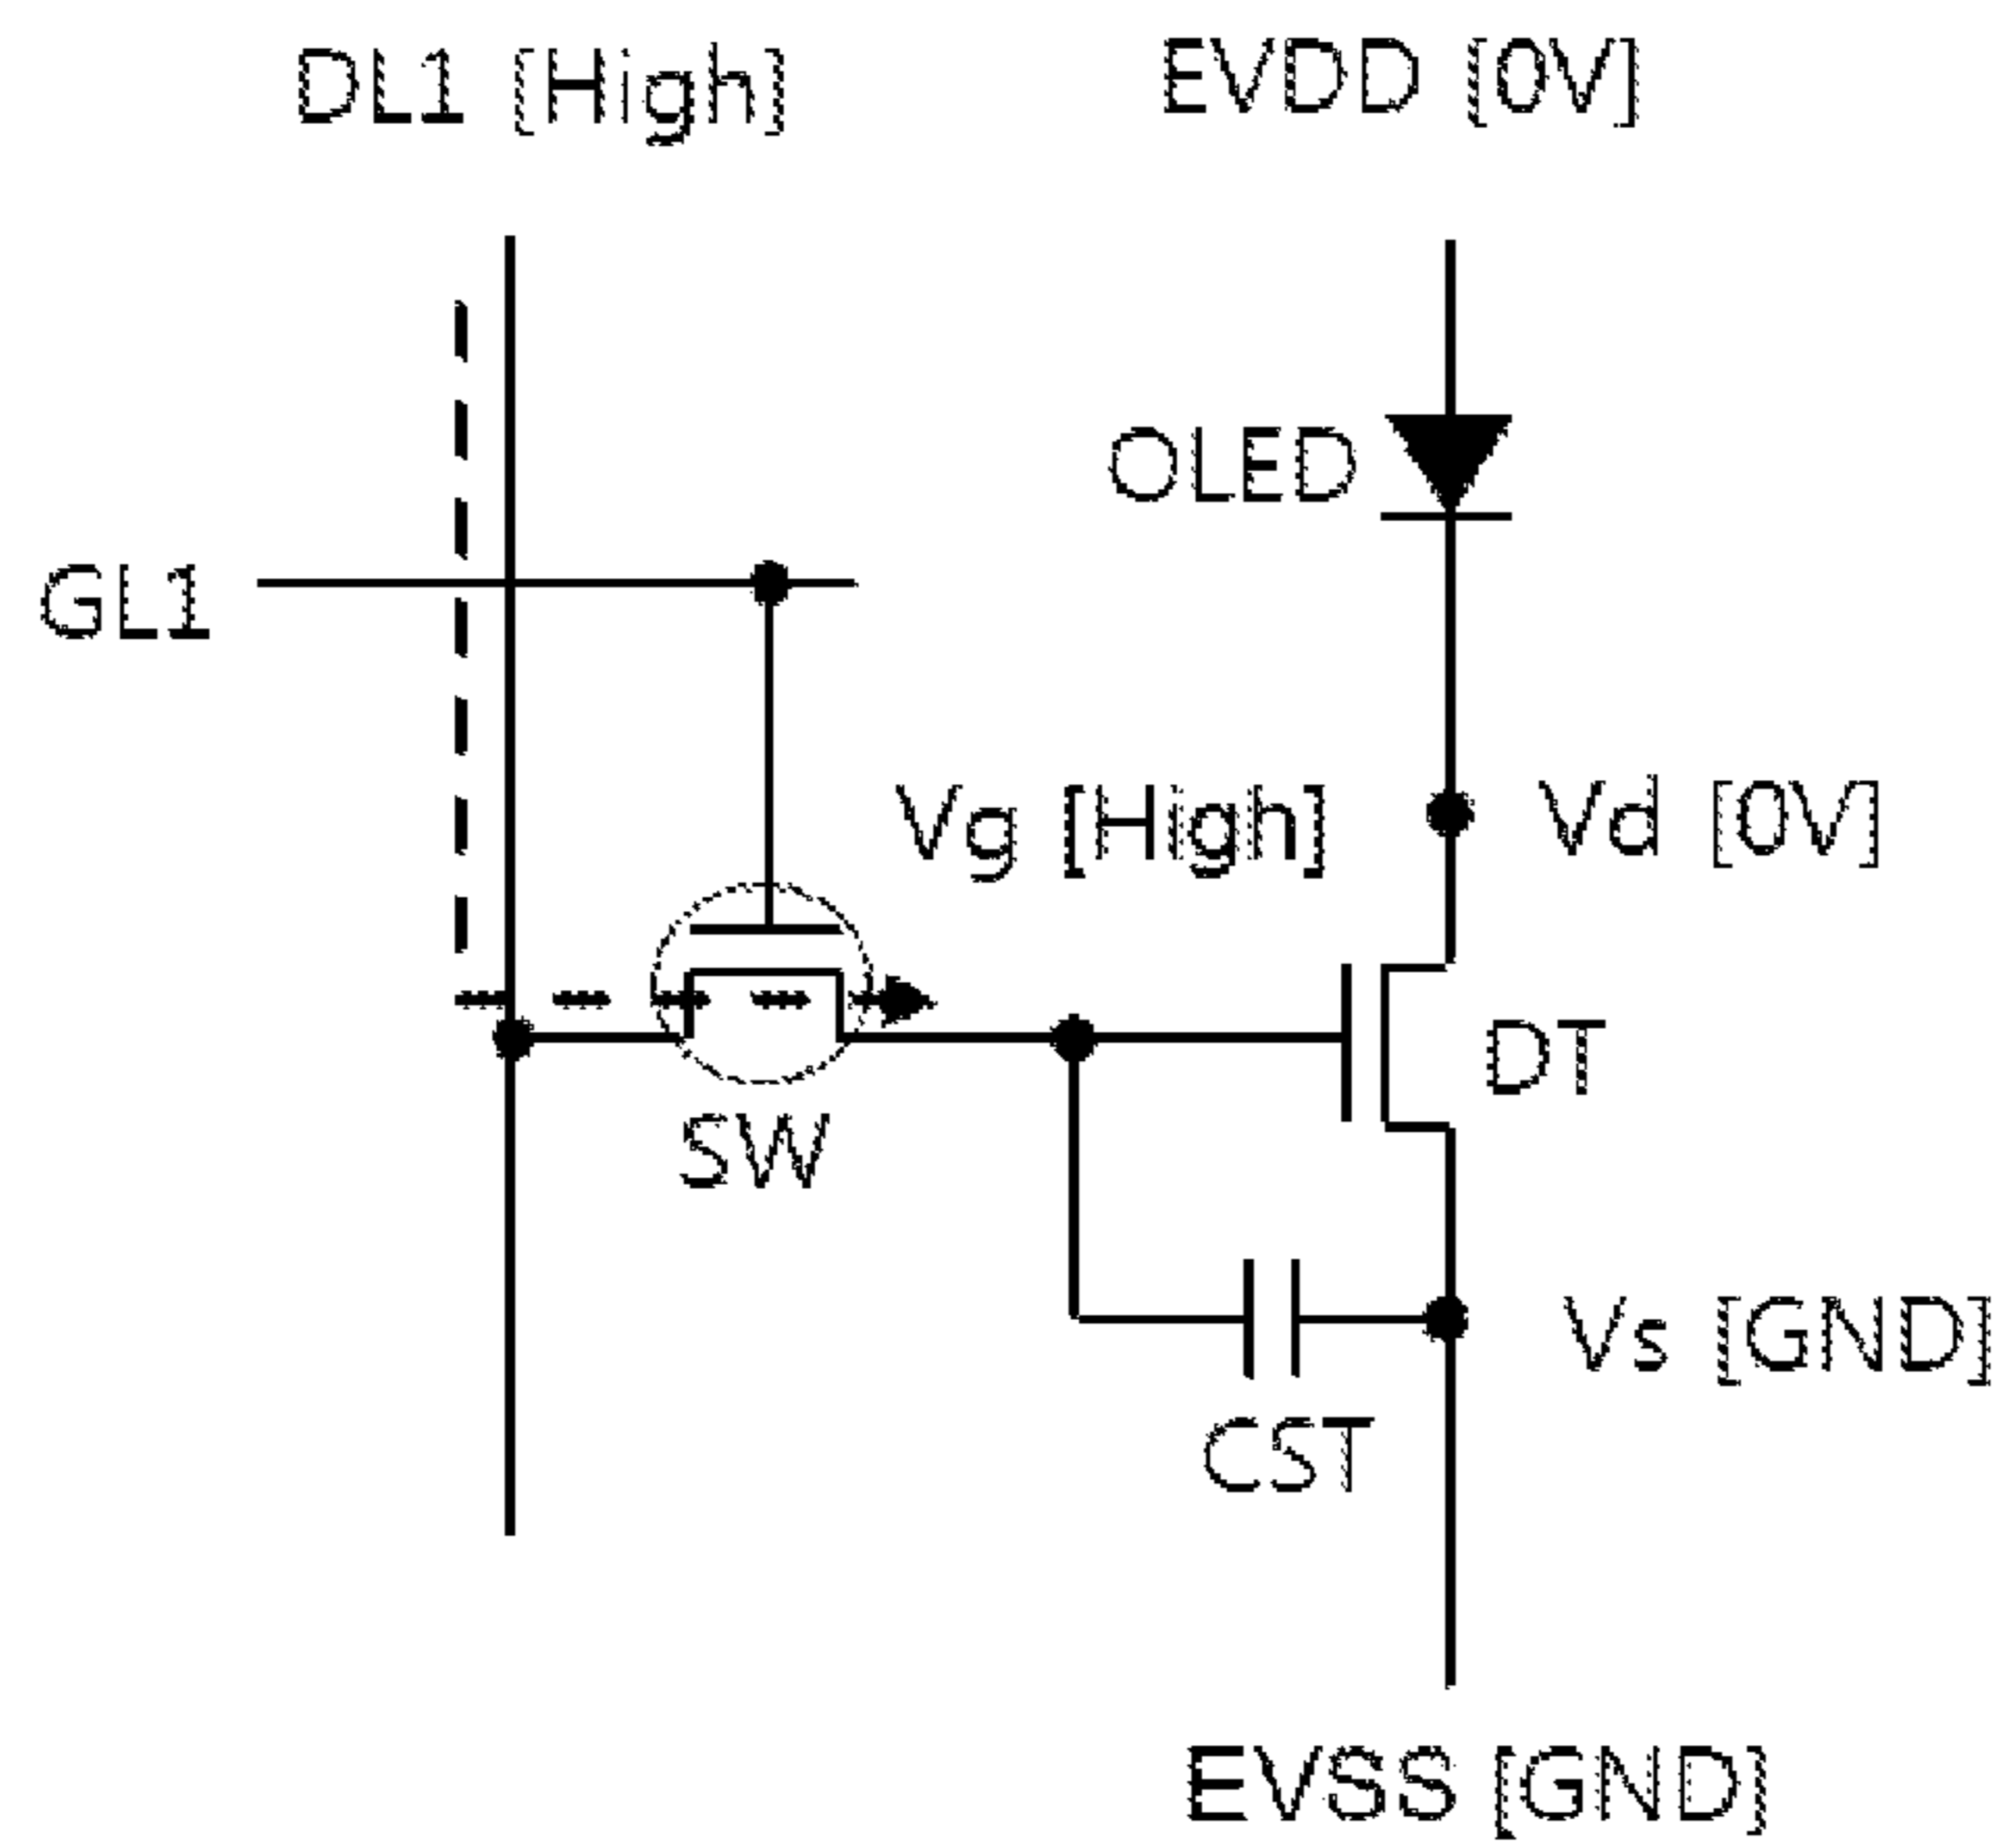 DL1 [High]
EVDD [0V]
OLED
GL1
Vg [High]
Vd [0V]
DT
SW
Vs [GND]
CST
EVSS [GND]